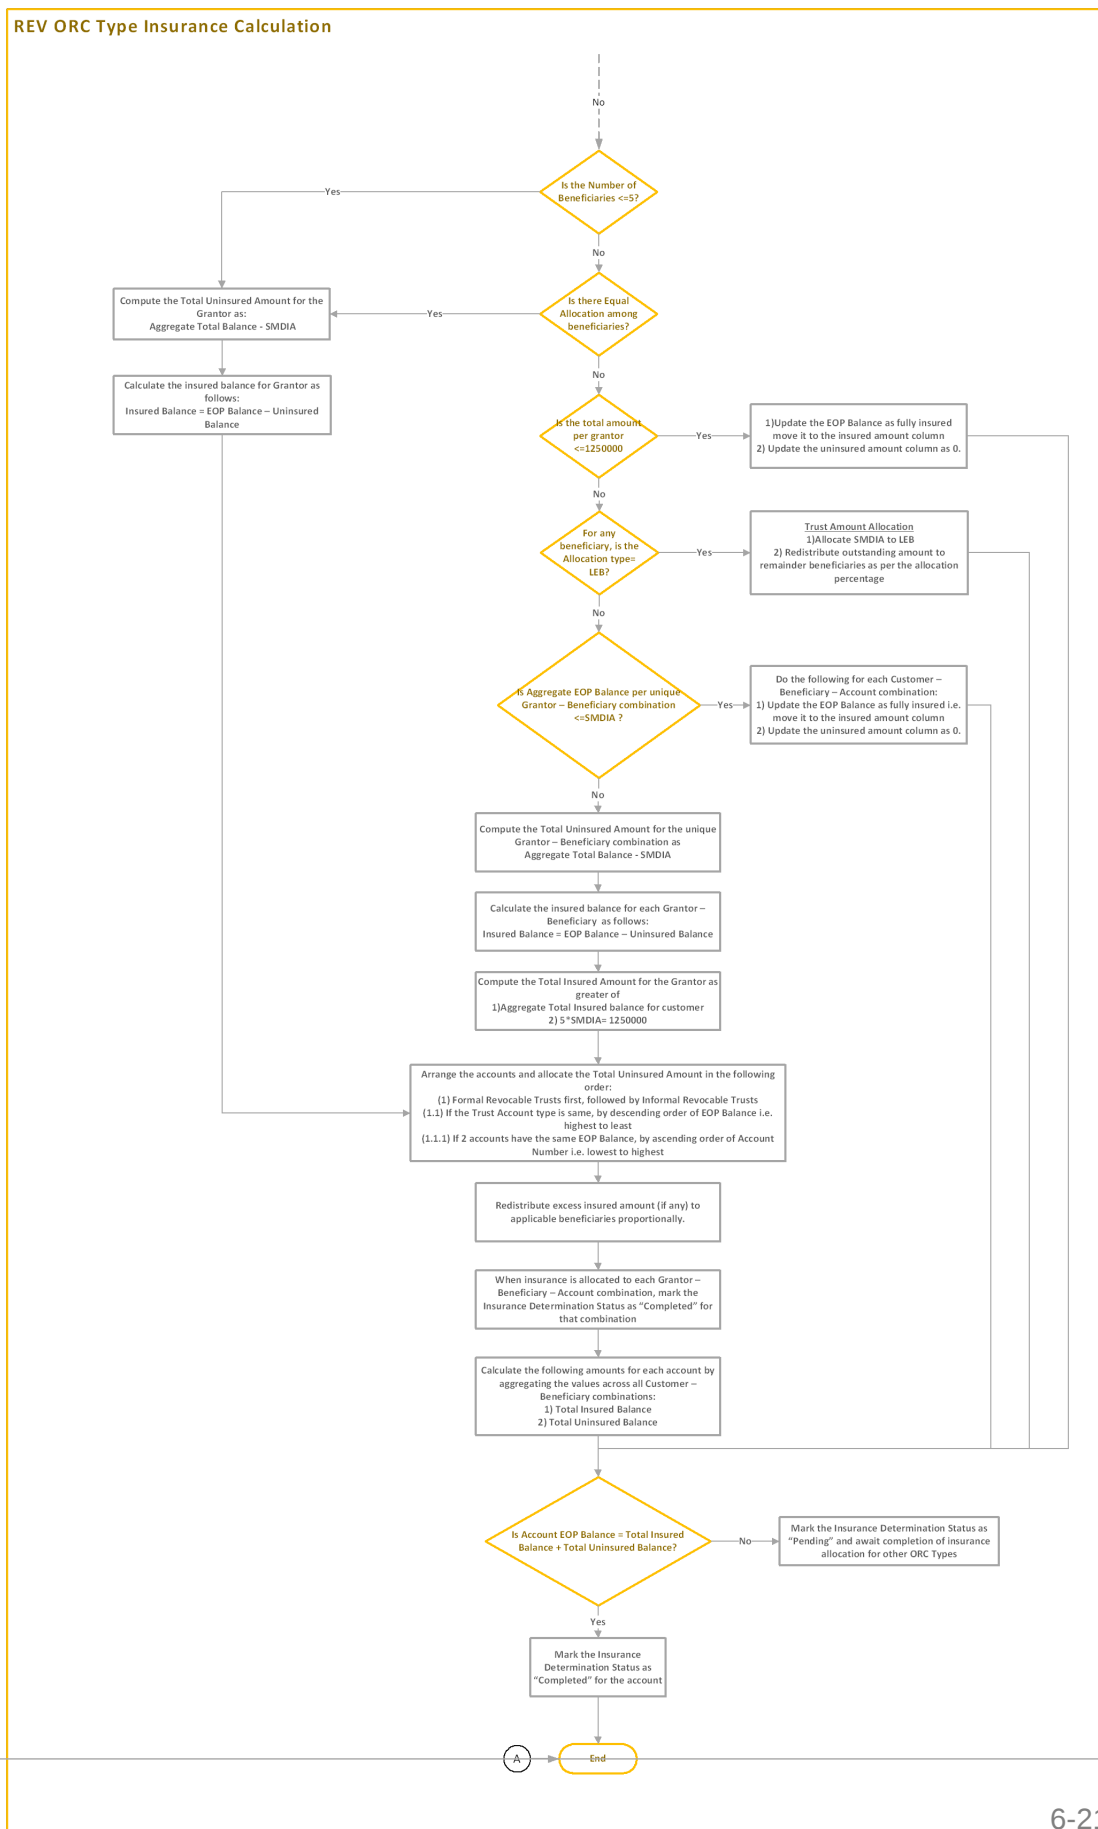 REV ORC Type Insurance Calculation
No
Is the Number of
Beneficiaries <=5?
Yes
No
Is there Equal
Allocation among
beneficiaries?
Yes
Compute the Total Uninsured Amount for the
Grantor as:
Aggregate Total Balance - SMDIA
No
Calculate the insured balance for Grantor as
follows:
Insured Balance = EOP Balance – Uninsured
Balance
Is the total amount
per grantor
<=1250000
Yes
1)Update the EOP Balance as fully insured
move it to the insured amount column
2) Update the uninsured amount column as 0.
No
For any
beneficiary, is the
Allocation type=
LEB?
Yes
Trust Amount Allocation
1)Allocate SMDIA to LEB
2) Redistribute outstanding amount to
remainder beneficiaries as per the allocation
percentage
No
Is Aggregate EOP Balance per unique
Grantor – Beneficiary combination
<=SMDIA ?
Yes
Do the following for each Customer –
Beneficiary – Account combination:
1) Update the EOP Balance as fully insured i.e.
move it to the insured amount column
2) Update the uninsured amount column as 0.
No
Compute the Total Uninsured Amount for the unique
Grantor – Beneficiary combination as
Aggregate Total Balance - SMDIA
Calculate the insured balance for each Grantor –
Beneficiary as follows:
Insured Balance = EOP Balance – Uninsured Balance
Compute the Total Insured Amount for the Grantor as
greater of
1)Aggregate Total Insured balance for customer
2) 5*SMDIA= 1250000
Arrange the accounts and allocate the Total Uninsured Amount in the following
order:
(1) Formal Revocable Trusts first, followed by Informal Revocable Trusts
(1.1) If the Trust Account type is same, by descending order of EOP Balance i.e.
highest to least
(1.1.1) If 2 accounts have the same EOP Balance, by ascending order of Account
Number i.e. lowest to highest
Redistribute excess insured amount (if any) to
applicable beneficiaries proportionally.
When insurance is allocated to each Grantor –
Beneficiary – Account combination, mark the
Insurance Determination Status as “Completed” for
that combination
Calculate the following amounts for each account by
aggregating the values across all Customer –
Beneficiary combinations:
1) Total Insured Balance
2) Total Uninsured Balance
Is Account EOP Balance = Total Insured
Balance + Total Uninsured Balance?
No
Mark the Insurance Determination Status as
“Pending” and await completion of insurance
allocation for other ORC Types
Yes
Mark the Insurance
Determination Status as
“Completed” for the account
A
End
6-21